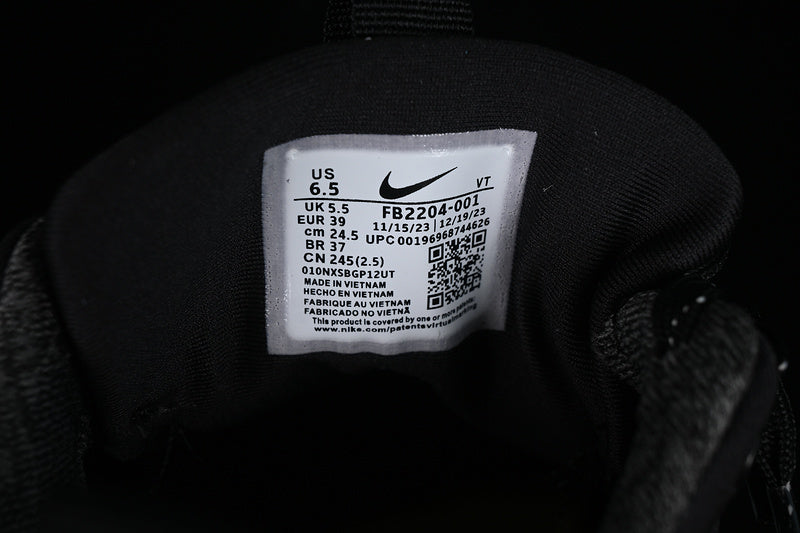 US
6.5
VT
UK 5.5
FB2204-001
EUR 39
11/15/23 | 12/19/23
cm 24.5
UPC 00196968744626
BR 37
CN 245(2.5)
010NXSBGP12UT
MADE IN VIETNAM
HECHO EN VIETNAM
FABRIQUE AU VIETNAM
FABRICADO NO VIETNÃ
This product is covered by one or more patents:
www.nike.com/patentsvirtualmarking